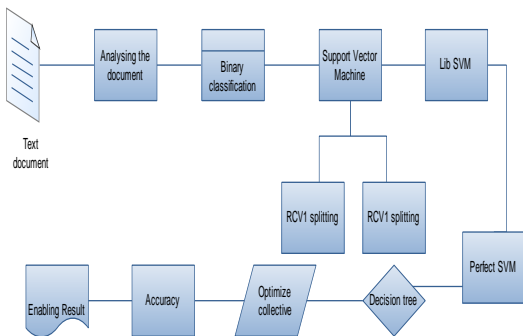 Text
document
Analysing the
document
Binary
classification
Support Vector
Machine
Lib SVM
RCV1 splitting
RCV1 splitting
Perfect SVM
Decision tree
Optimize
collective
Accuracy
Enabling Result